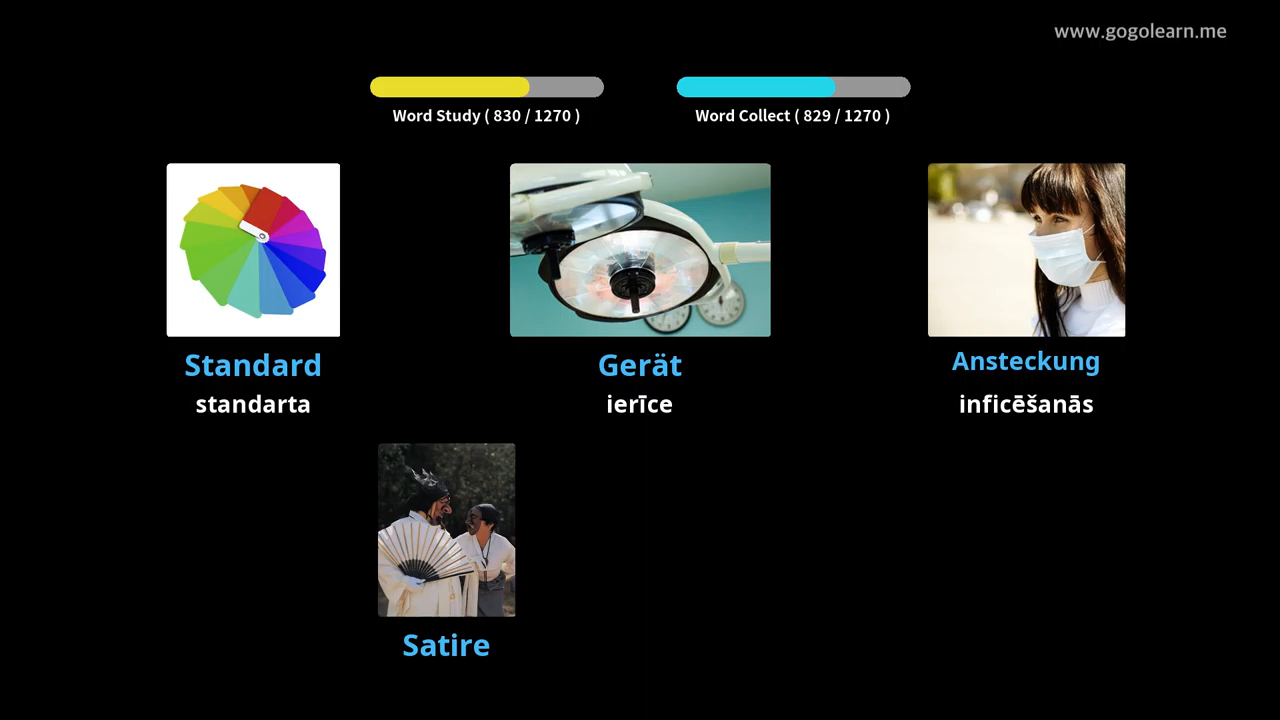 www.gogolearn.me
Word Study ( 830 / 1270 )
Word Collect ( 829 / 1270 )
Standard
standarta
Gerät
ierīce
Ansteckung
inficēšanās
Satire